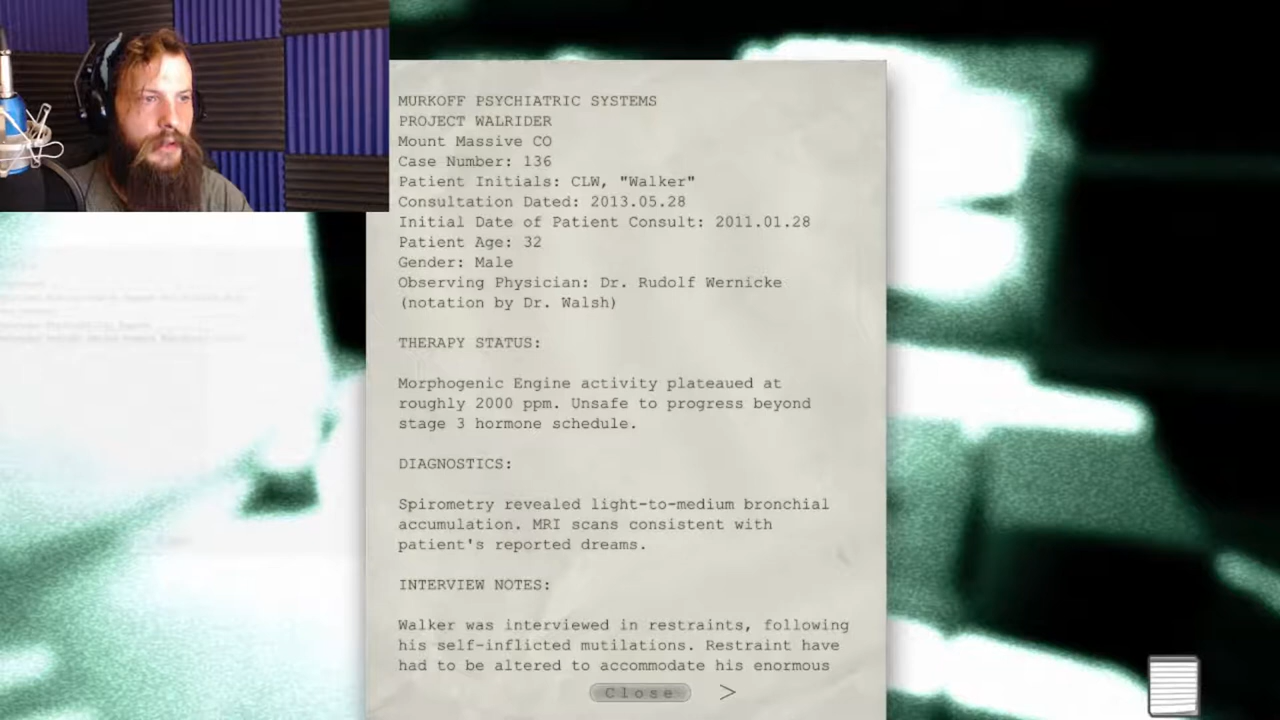 MURKOFF PSYCHIATRIC SYSTEMS
PROJECT WALRIDER
Mount Massive CO
Case Number: 136
Patient Initials: CLW, "Walker"
Consultation Dated: 2013.05.28
Initial Date of Patient Consult: 2011.01.28
Patient Age: 32
Gender: Male
Observing Physician: Dr. Rudolf Wernicke
(notation by Dr. Walsh)
THERAPY STATUS:
Morphogenic Engine activity plateaued at
roughly 2000 ppm. Unsafe to progress beyond
stage 3 hormone schedule.
DIAGNOSTICS:
Spirometry revealed light-to-medium bronchial
accumulation. MRI scans consistent with
patient's reported dreams.
INTERVIEW NOTES:
Walker was interviewed in restraints, following
his self-inflicted mutilations. Restraint have
had to be altered to accommodate his enormous
Close >